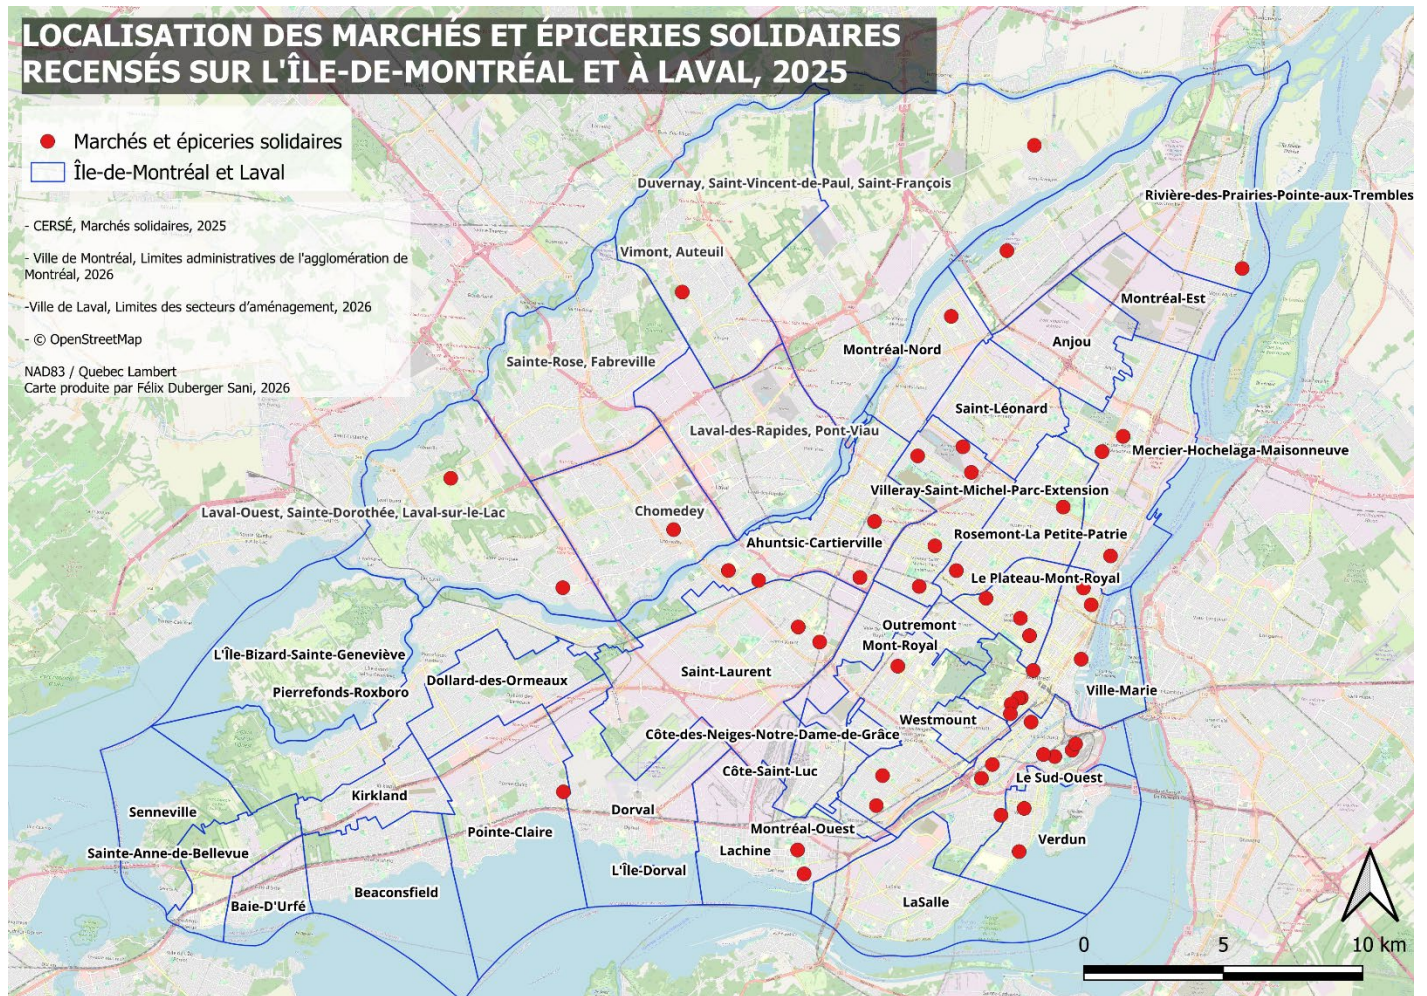 LOCALISATION DES MARCHÉS ET ÉPICERIES SOLIDAIRES
RECENSÉS SUR L'ÎLE-DE-MONTRÉAL ET À LAVAL, 2025
Marchés et épiceries solidaires
Île-de-Montréal et Laval
- CERSÉ, Marchés solidaires, 2025
- Ville de Montréal, Limites administratives de l'agglomération de
Montréal, 2026
-Ville de Laval, Limites des secteurs d'aménagement, 2026
- © OpenStreetMap
NAD83 / Quebec Lambert
Carte produite par Félix Duberger Sani, 2026
Duvernay, Saint-Vincent-de-Paul, Saint-François
Rivière-des-Prairies-Pointe-aux-Trembles
Vimont, Auteuil
Montréal-Est
Anjou
Montréal-Nord
Sainte-Rose, Fabreville
Saint-Léonard
Laval-des-Rapides, Pont-Viau
Mercier-Hochelaga-Maisonneuve
Villeray-Saint-Michel-Parc-Extension
Laval-Ouest, Sainte-Dorothée, Laval-sur-le-Lac
Chomedey
Rosemont-La Petite-Patrie
Ahuntsic-Cartierville
Le Plateau-Mont-Royal
Outremont
Mont-Royal
L'Île-Bizard-Sainte-Geneviève
Saint-Laurent
Dollard-des-Ormeaux
Pierrefonds-Roxboro
Ville-Marie
Westmount
Côte-des-Neiges-Notre-Dame-de-Grâce
Côte-Saint-Luc
Le Sud-Ouest
Kirkland
Senneville
Dorval
Pointe-Claire
Montréal-Ouest
Verdun
Lachine
Sainte-Anne-de-Bellevue
L'Île-Dorval
Beaconsfield
LaSalle
Baie-D'Urfé
0 5 10 km